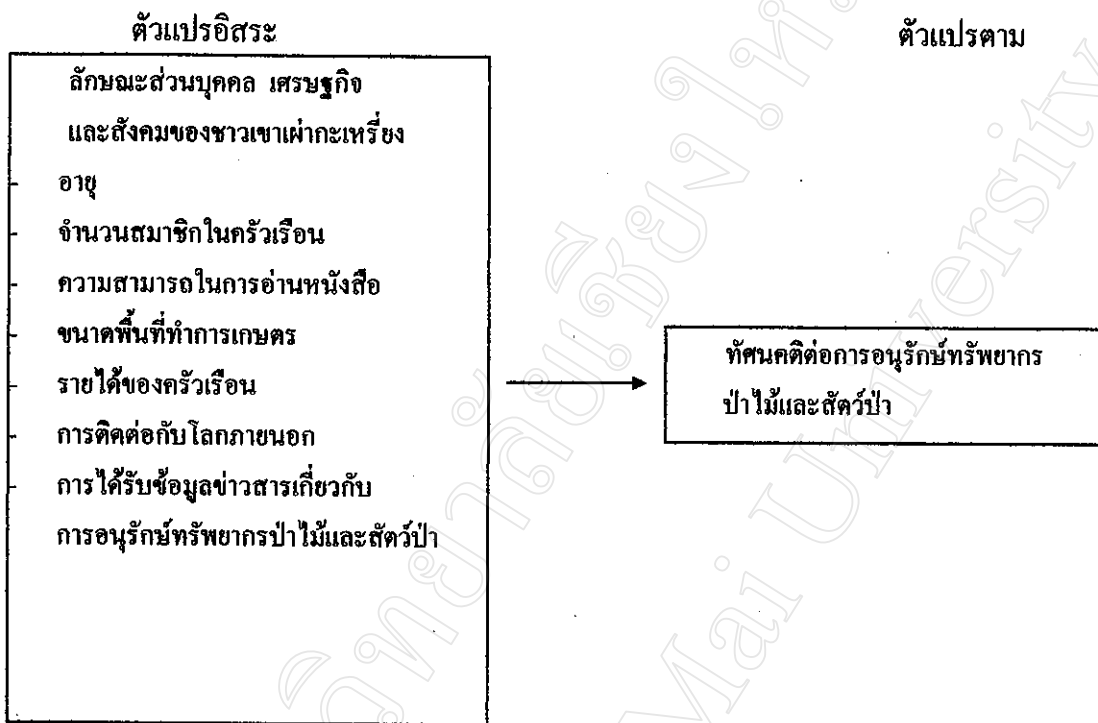 ตัวแปรอิสระ
ลักษณะส่วนบุคคล เศรษฐกิจ
และสังคมของชาวเขาเผ่ากะเหรี่ยง
- อายุ
- จำนวนสมาชิกในครัวเรือน
- ความสามารถในการอ่านหนังสือ
- ขนาดพื้นที่ทำการเกษตร
- รายได้ของครัวเรือน
- การติดต่อกับโลกภายนอก
- การได้รับข้อมูลข่าวสารเกี่ยวกับ
การอนุรักษ์ทรัพยากรป่าไม้และสัตว์ป่า
ตัวแปรตาม
ทัศนคติต่อการอนุรักษ์ทรัพยากร
ป่าไม้และสัตว์ป่า
Mai University